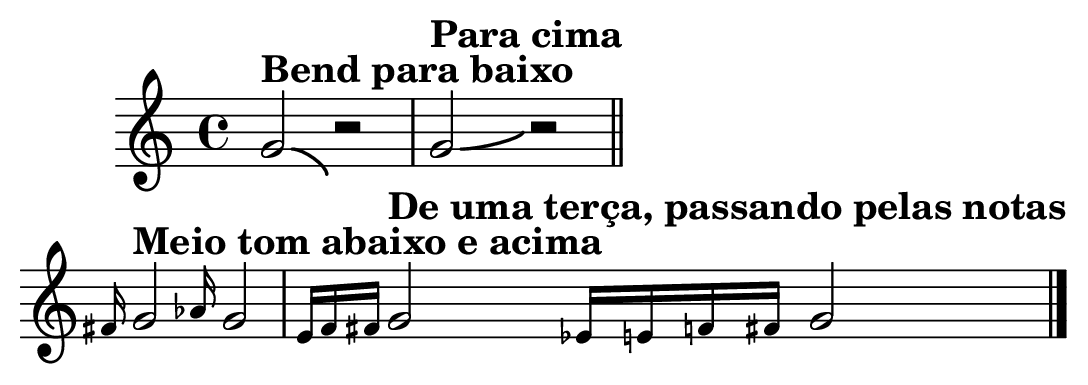 Para cima
Bend para baixo
De uma terça, passando pelas notas
Meio tom abaixo e acima